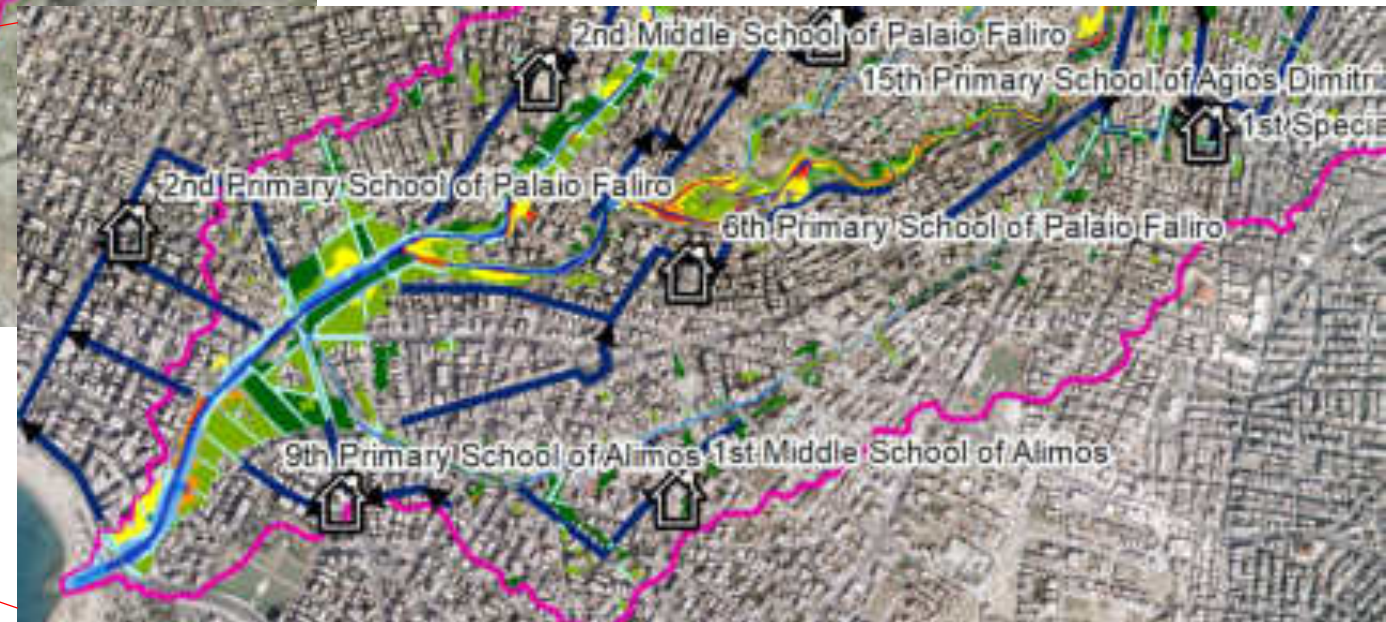 2nd Middle School of Palaio Faliro
15th Primary School of Agios Dimitri
1st Specia
2nd Primary School of Palaio Faliro
6th Primary School of Palaio Faliro
9th Primary School of Alimos
1st Middle School of Alimos